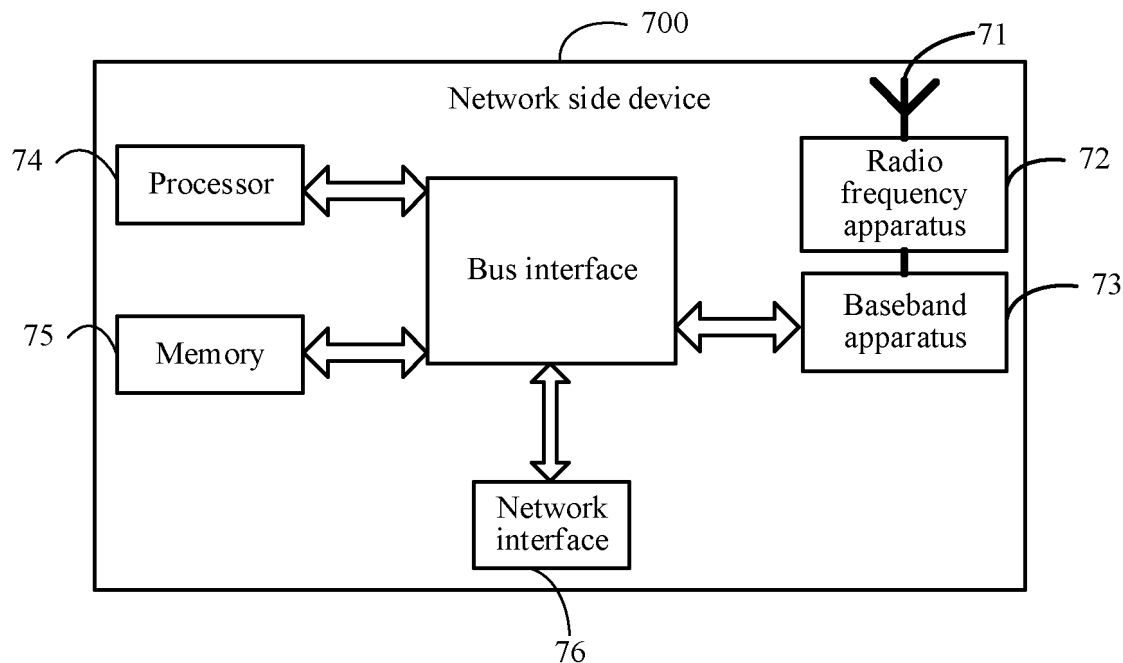 700
71
Network side device
74
Processor
Radio
frequency
apparatus
72
Bus interface
75
Memory
Baseband
apparatus
73
Network
interface
76